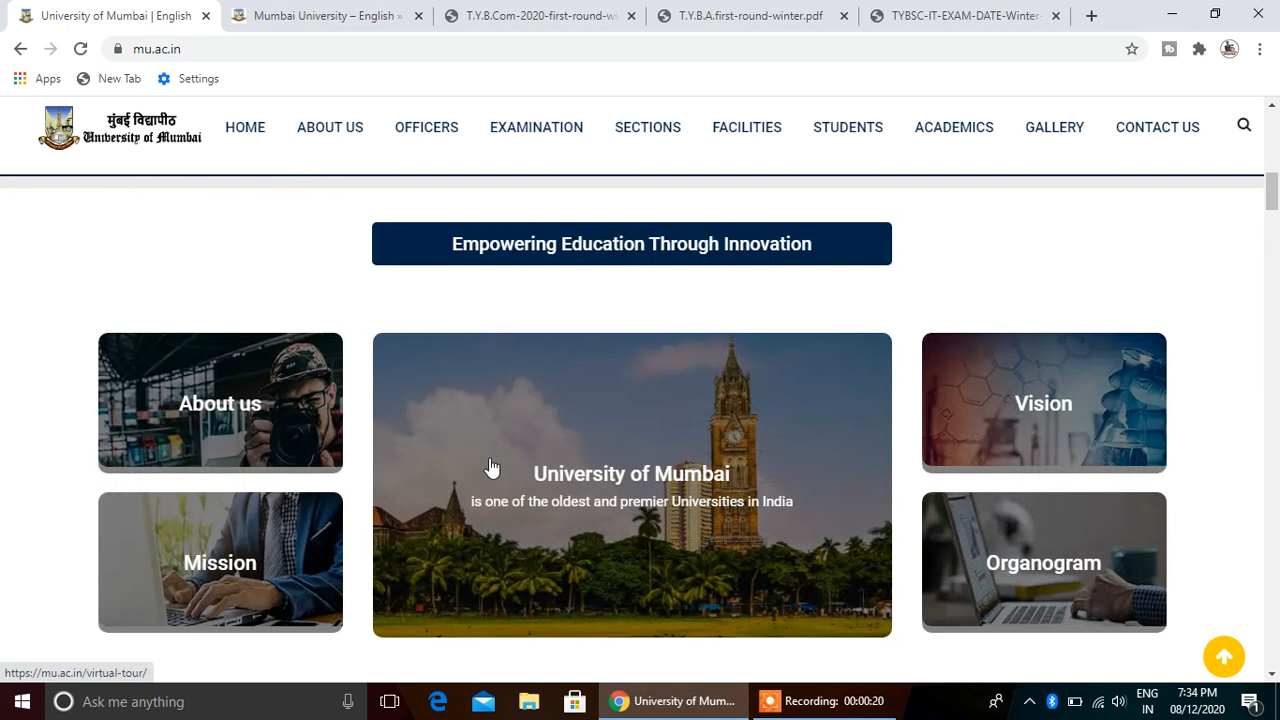 University of Mumbai | English
Mumbai University – English »
T.Y.B.Com-2020-first-round-wi
T.Y.B.A.first-round-winter.pdf
TYBSC-IT-EXAM-DATE-Winter-
mu.ac.in
Apps
New Tab
Settings
मुंबई विद्यापीठ
University of Mumbai
HOME
ABOUT US
OFFICERS
EXAMINATION
SECTIONS
FACILITIES
STUDENTS
ACADEMICS
GALLERY
CONTACT US
Empowering Education Through Innovation
About us
University of Mumbai
is one of the oldest and premier Universities in India
Vision
Mission
Organogram
https://mu.ac.in/virtual-tour/
Ask me anything
University of Mum...
Recording: 00:00:20
ENG
IN
7:34 PM
08/12/2020
1